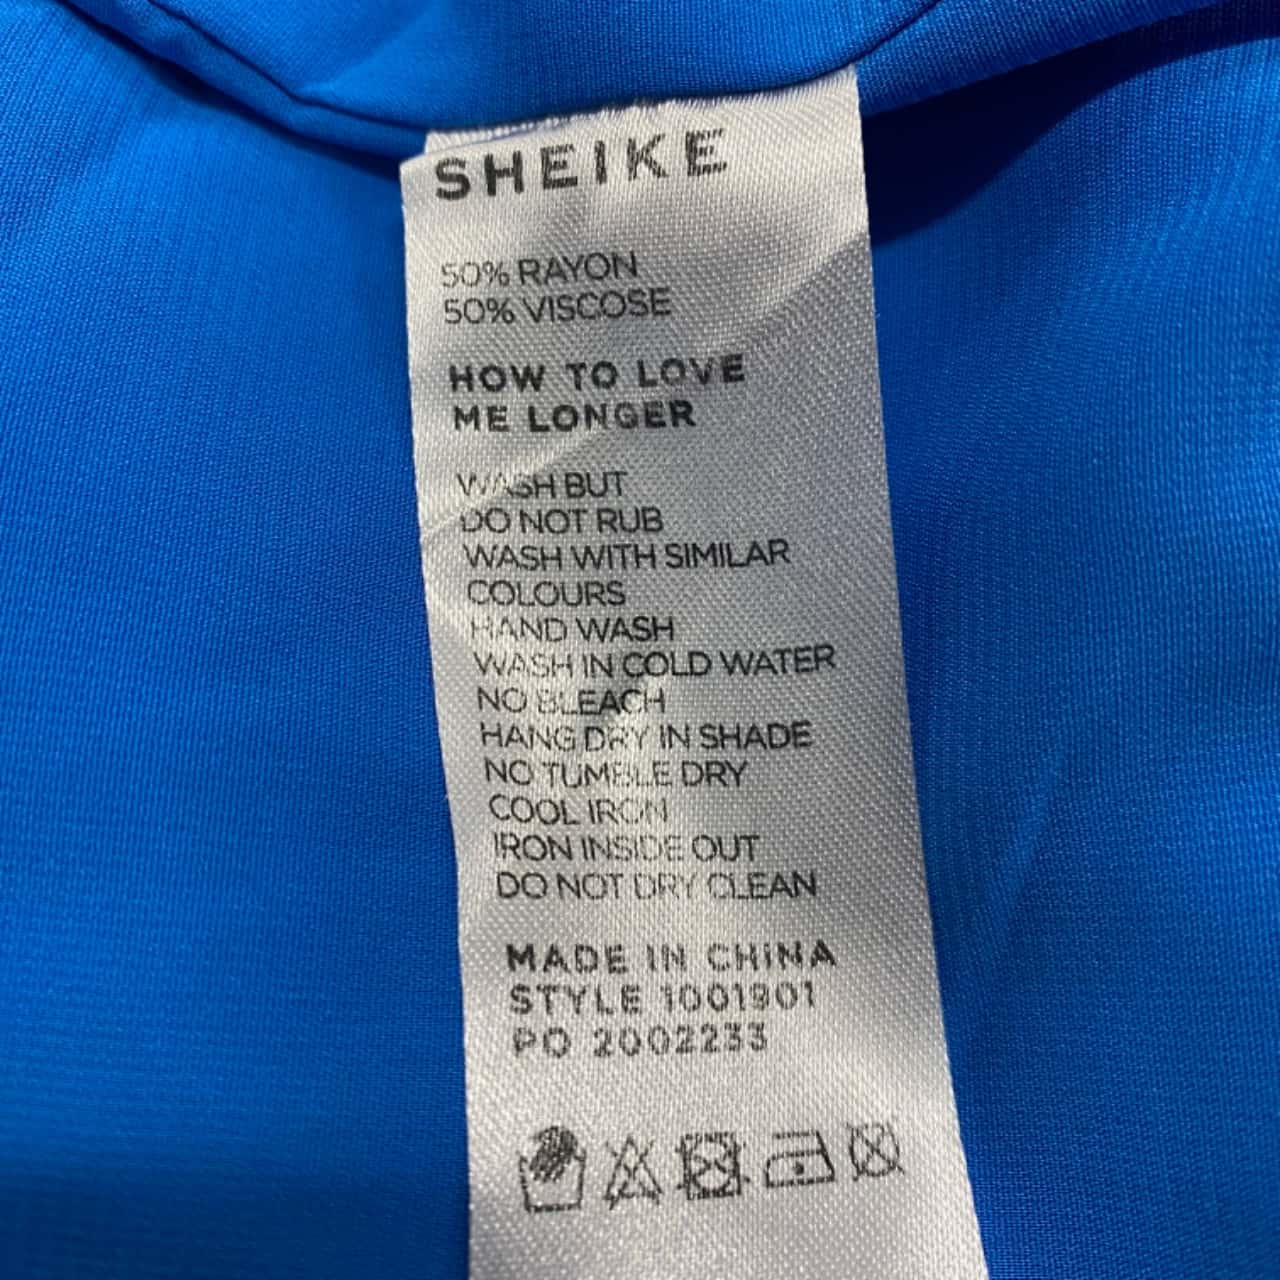 SHEIKE
50% RAYON
50% VISCOSE
HOW TO LOVE
ME LONGER
WASH BUT
DO NOT RUB
WASH WITH SIMILAR
COLOURS
HAND WASH
WASH IN COLD WATER
NO BLEACH
HANG DRY IN SHADE
NO TUMBLE DRY
COOL IRON
IRON INSIDE OUT
DO NOT DRY CLEAN
MADE IN CHINA
STYLE 1001901
PO 2002233